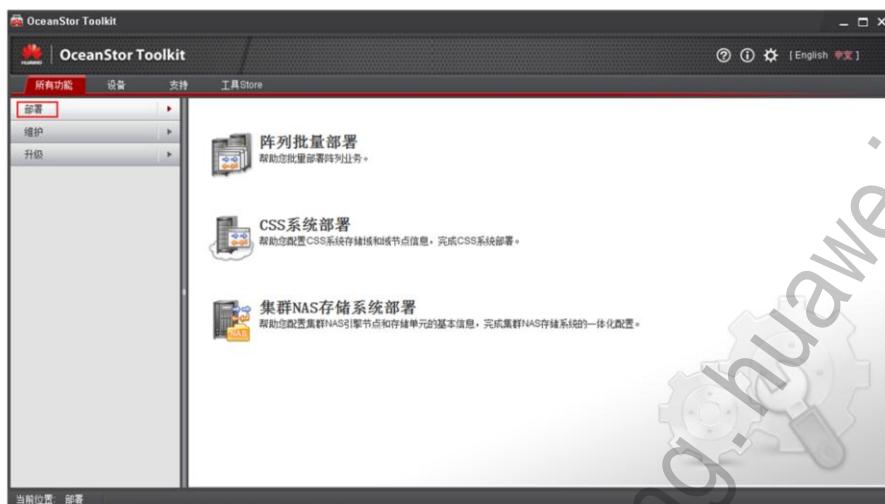 OceanStor Toolkit
HUAWEI OceanStor Toolkit [English 中文]
所有功能 设备 支持 工具Store
部署
维护
升级
阵列批量部署
帮助您批量部署阵列业务。
CSS系统部署
帮助您配置CSS系统存储域和域节点信息，完成CSS系统部署。
集群NAS存储系统部署
帮助您配置集群NAS引擎节点和存储单元的基本信息，完成集群NAS存储系统的一体化配置。
NAS
当前位置： 部署
ng.huawei.